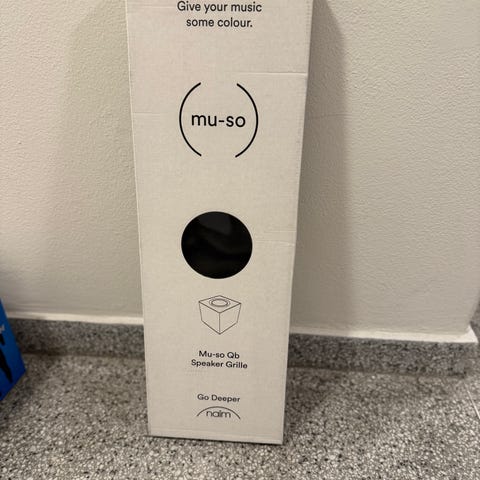 Give your music
some colour.
mu-so
Mu-so Qb
Speaker Grille
Go Deeper
naim